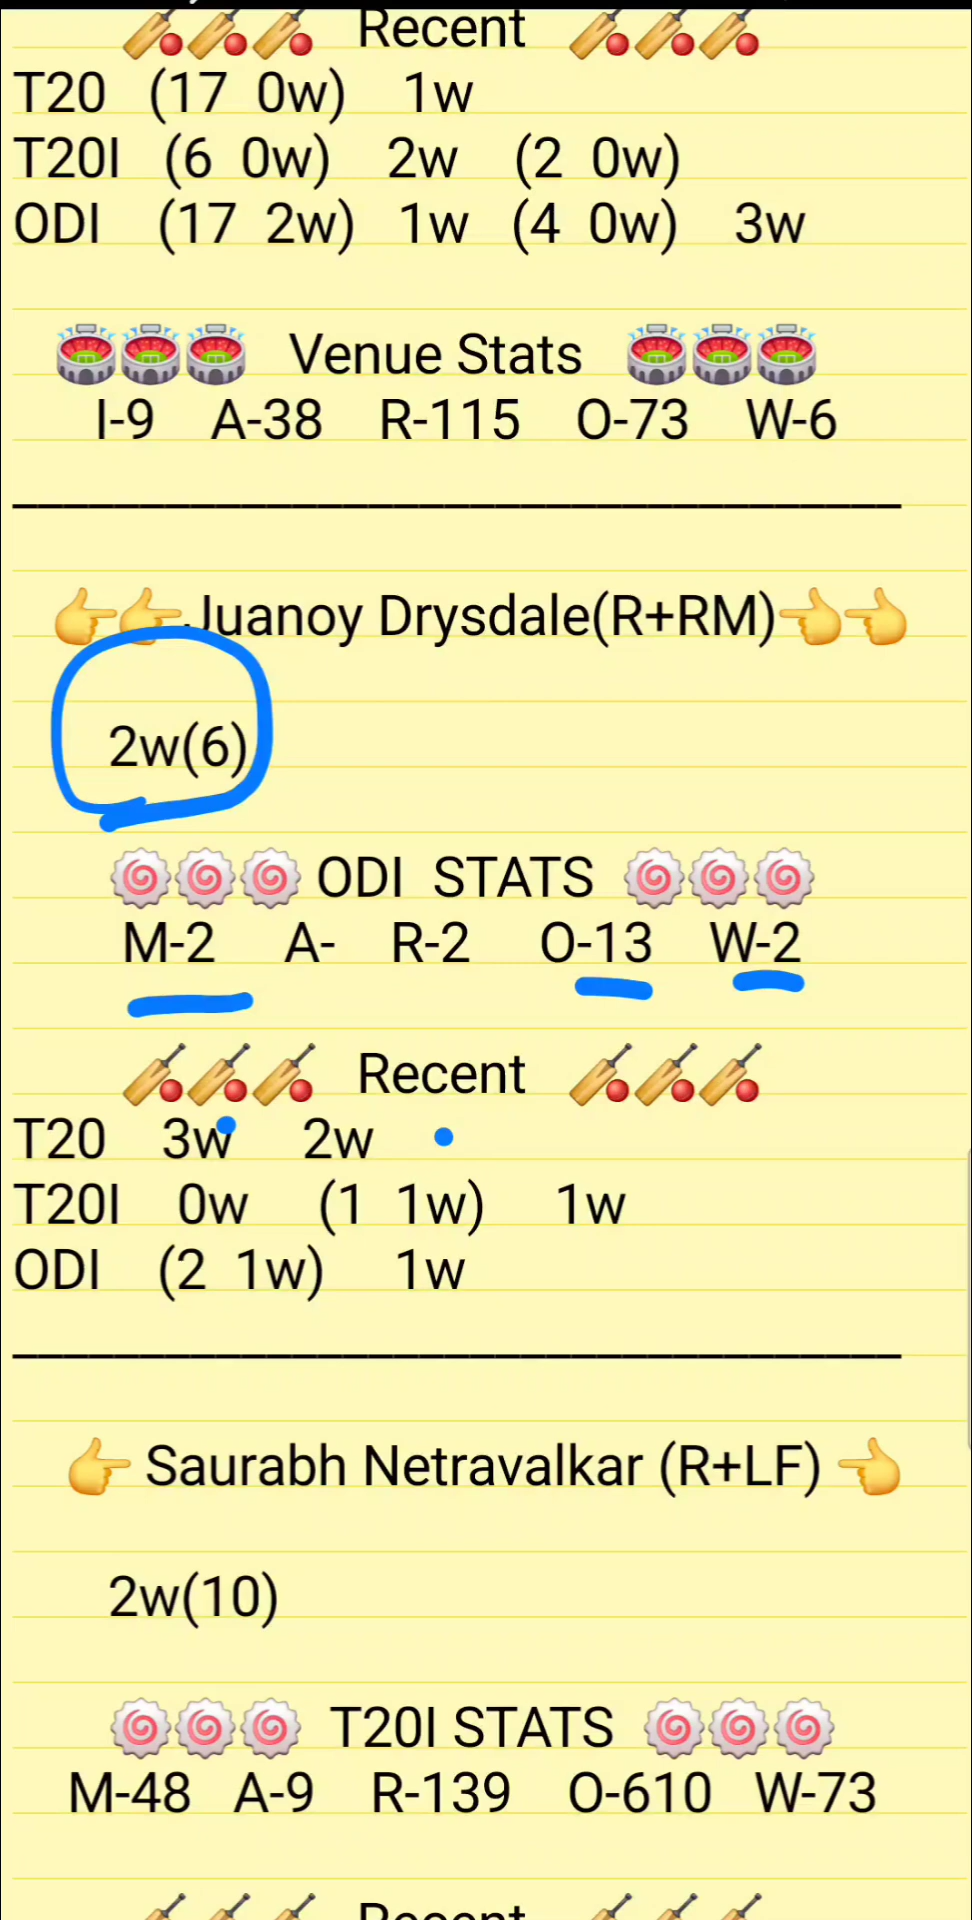 Recent
T20 (17 0w) 1w
T20I (6 0w) 2w (2 0w)
ODI (17 2w) 1w (4 0w) 3w
Venue Stats
I-9 A-38 R-115 O-73 W-6
Juanoy Drysdale(R+RM)
2w(6)
ODI STATS
M-2 A- R-2 O-13 W-2
Recent
T20 3w 2w
T20I 0w (1 1w) 1w
ODI (2 1w) 1w
Saurabh Netravalkar (R+LF)
2w(10)
T20I STATS
M-48 A-9 R-139 O-610 W-73
Recent